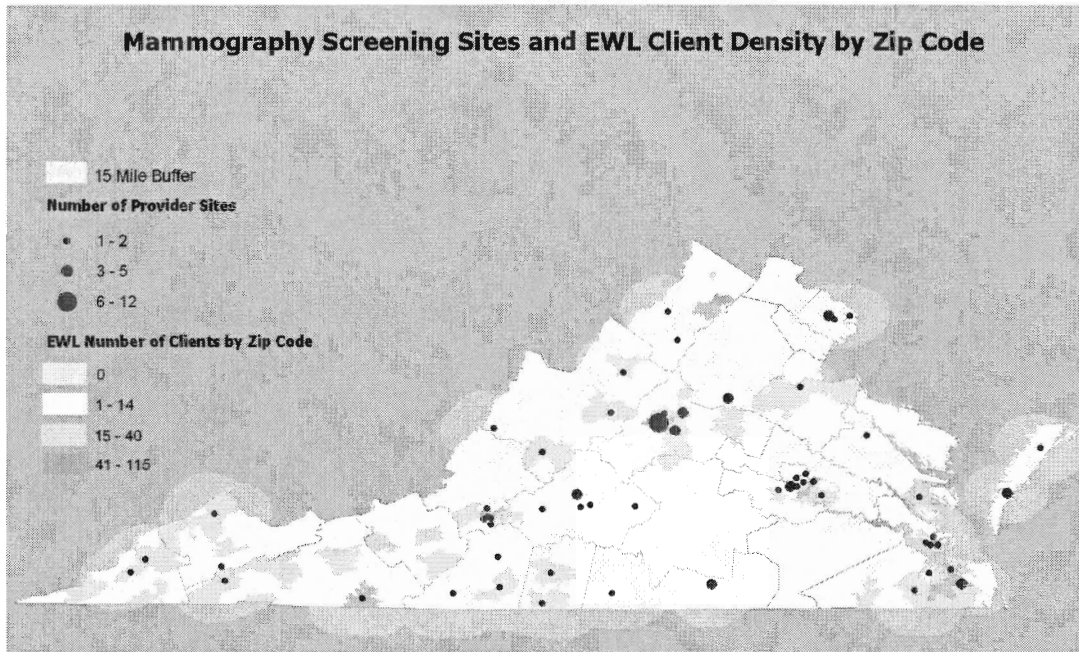 Mammography Screening Sites and EWL Client Density by Zip Code
15 Mile Buffer
Number of Provider Sites
1 - 2
3 - 5
6 - 12
EWL Number of Clients by Zip Code
0
1 - 14
15 - 40
41 - 115